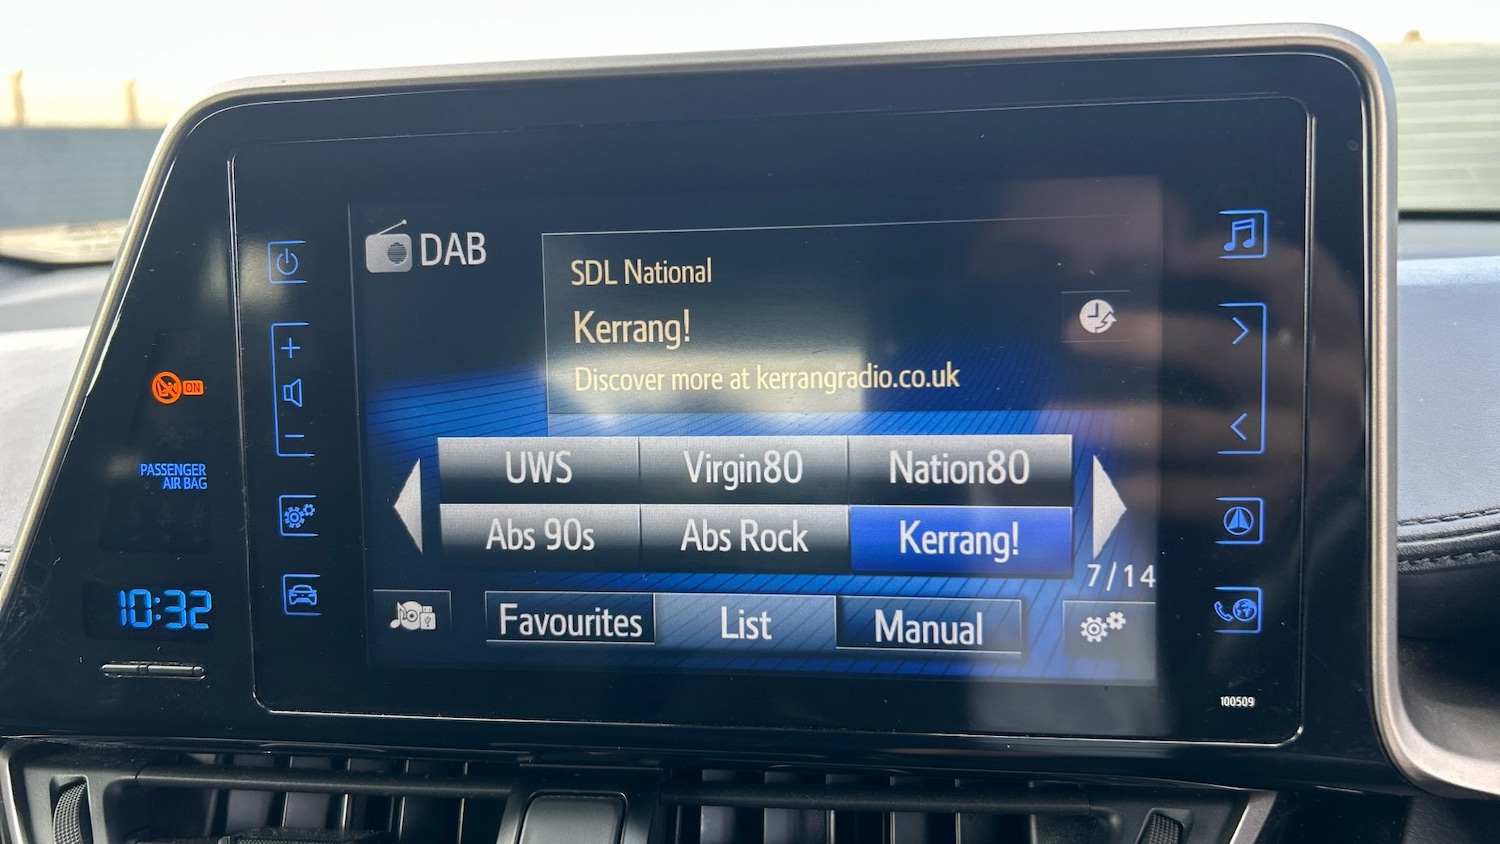 DAB
SDL National
Kerrang!
Discover more at kerrangradio.co.uk
UWS Virgin80 Nation80
Abs 90s Abs Rock Kerrang!
7/14
Favourites List Manual
ON
PASSENGER
AIR BAG
10:32
100509